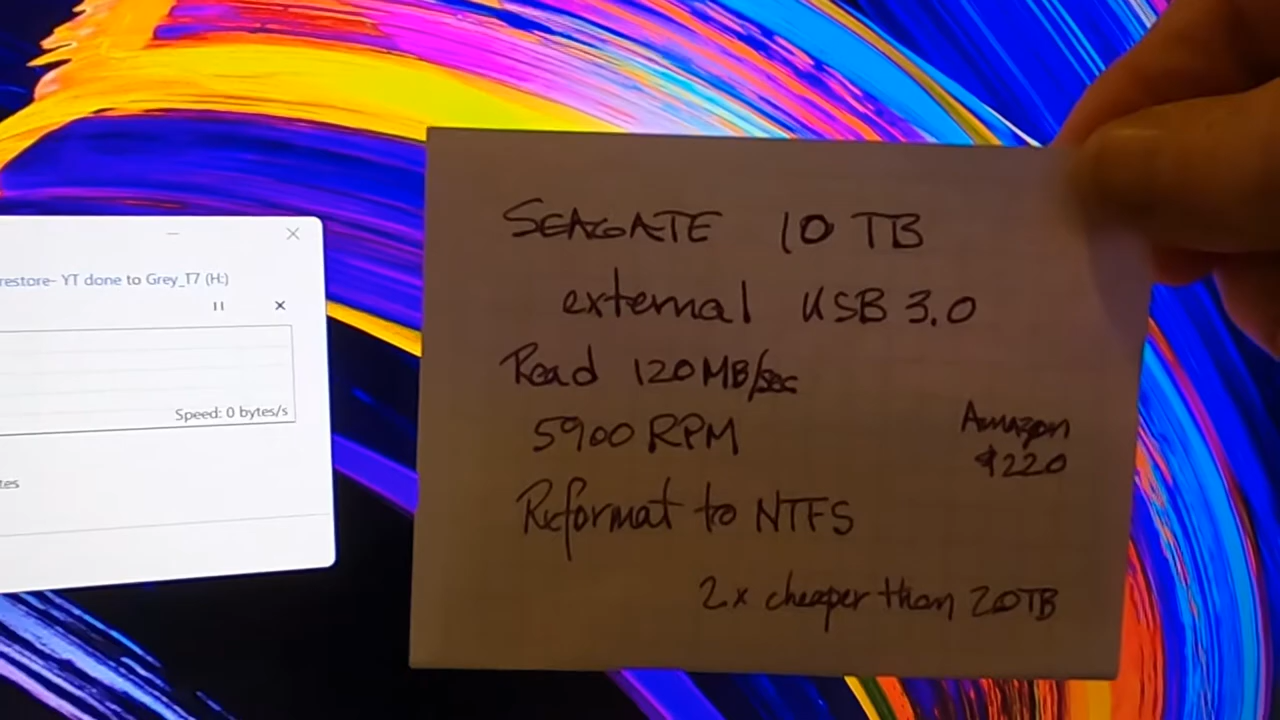 restore- YT done to Grey_T7 (H:)
Speed: 0 bytes/s
tes
SEAGATE 10 TB
external USB 3.0
Read 120MB/sec
5900 RPM
Amazon
$220
Reformat to NTFS
2x cheaper than 20TB